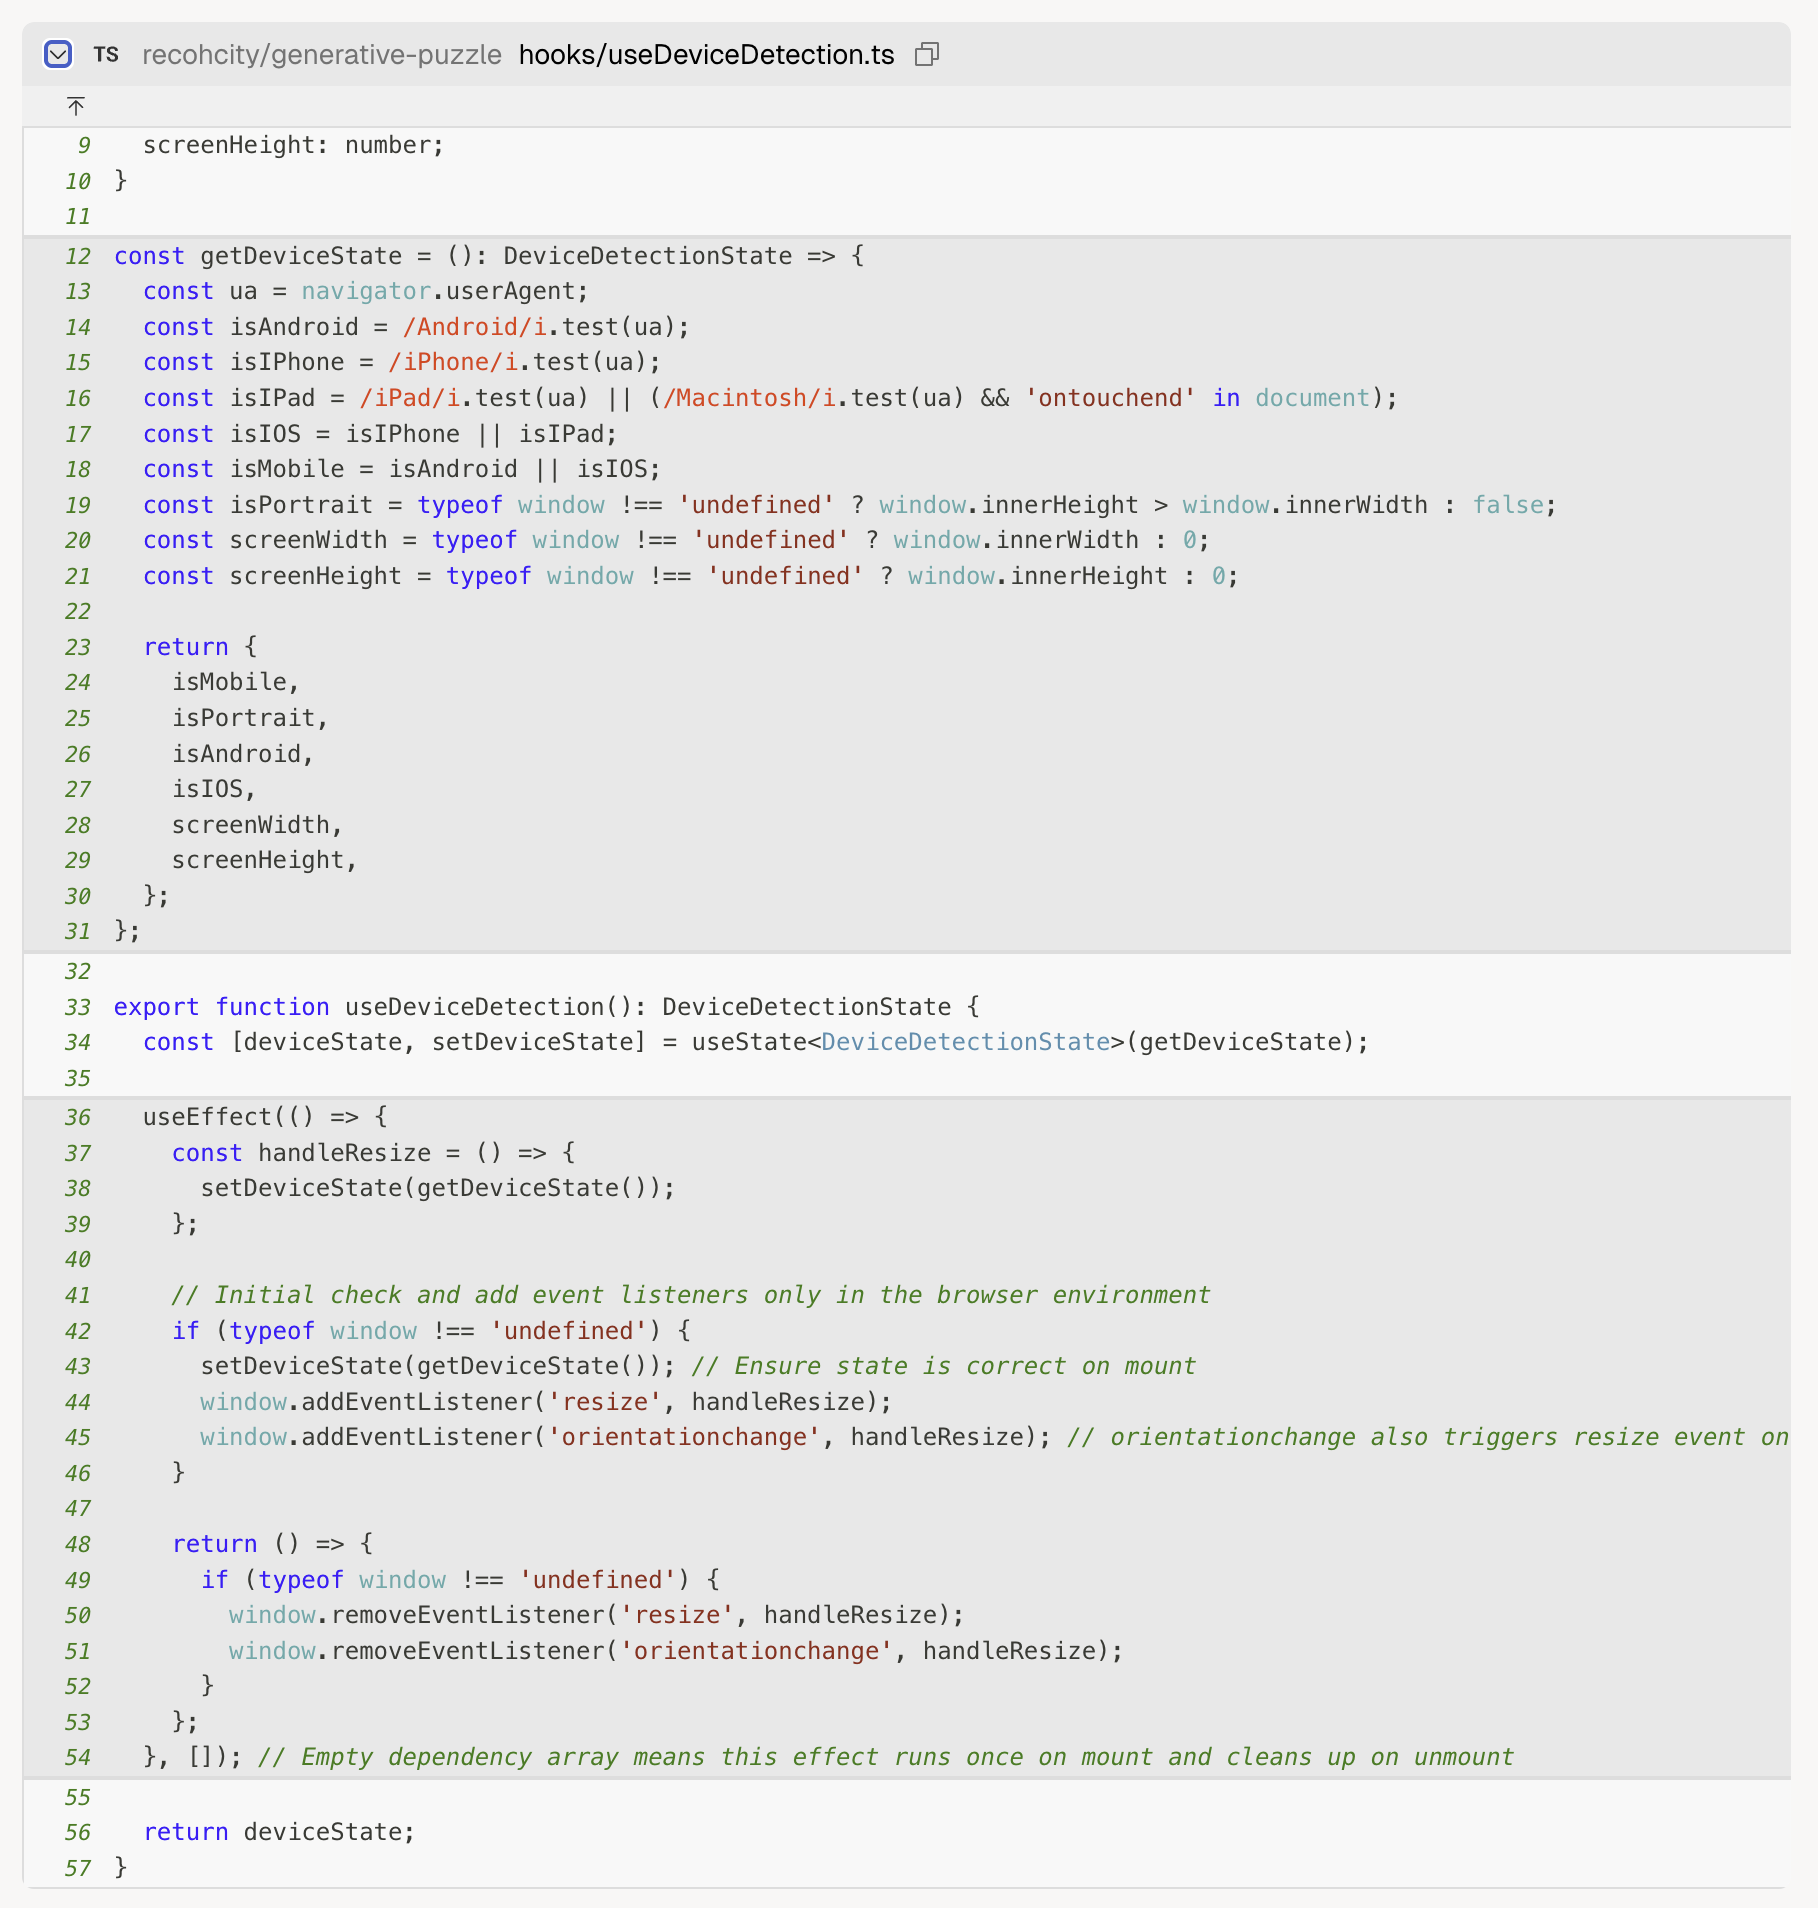 TS recohcity/generative-puzzle hooks/useDeviceDetection.ts
9   screenHeight: number;
10 }
11
12 const getDeviceState = (): DeviceDetectionState => {
13   const ua = navigator.userAgent;
14   const isAndroid = /Android/i.test(ua);
15   const isIPhone = /iPhone/i.test(ua);
16   const isIPad = /iPad/i.test(ua) || (/Macintosh/i.test(ua) && 'ontouchend' in document);
17   const isIOS = isIPhone || isIPad;
18   const isMobile = isAndroid || isIOS;
19   const isPortrait = typeof window !== 'undefined' ? window.innerHeight > window.innerWidth : false;
20   const screenWidth = typeof window !== 'undefined' ? window.innerWidth : 0;
21   const screenHeight = typeof window !== 'undefined' ? window.innerHeight : 0;
22
23   return {
24     isMobile,
25     isPortrait,
26     isAndroid,
27     isIOS,
28     screenWidth,
29     screenHeight,
30   };
31 };
32
33 export function useDeviceDetection(): DeviceDetectionState {
34   const [deviceState, setDeviceState] = useState<DeviceDetectionState>(getDeviceState);
35
36   useEffect(() => {
37     const handleResize = () => {
38       setDeviceState(getDeviceState());
39     };
40
41     // Initial check and add event listeners only in the browser environment
42     if (typeof window !== 'undefined') {
43       setDeviceState(getDeviceState()); // Ensure state is correct on mount
44       window.addEventListener('resize', handleResize);
45       window.addEventListener('orientationchange', handleResize); // orientationchange also triggers resize event on
46     }
47
48     return () => {
49       if (typeof window !== 'undefined') {
50         window.removeEventListener('resize', handleResize);
51         window.removeEventListener('orientationchange', handleResize);
52       }
53     };
54   }, []); // Empty dependency array means this effect runs once on mount and cleans up on unmount
55
56   return deviceState;
57 }